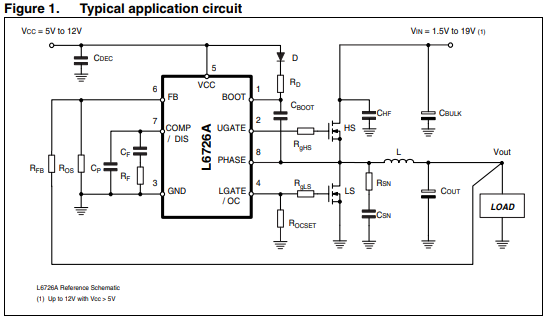 Figure 1. Typical application circuit
VCC = 5V to 12V
VIN = 1.5V to 19V (1)
CDEC
D
5
VCC
RD
6
FB
BOOT
1
CBOOT
CHF
CBULK
7
COMP
/ DIS
UGATE
2
HS
RgHS
L6726A
CF
RFB
ROS
CP
RF
PHASE
8
L
Vout
3
GND
LGATE
/ OC
4
RgLS
LS
RSN
COUT
LOAD
ROCSET
CSN
L6726A Reference Schematic
(1) Up to 12V with Vcc > 5V